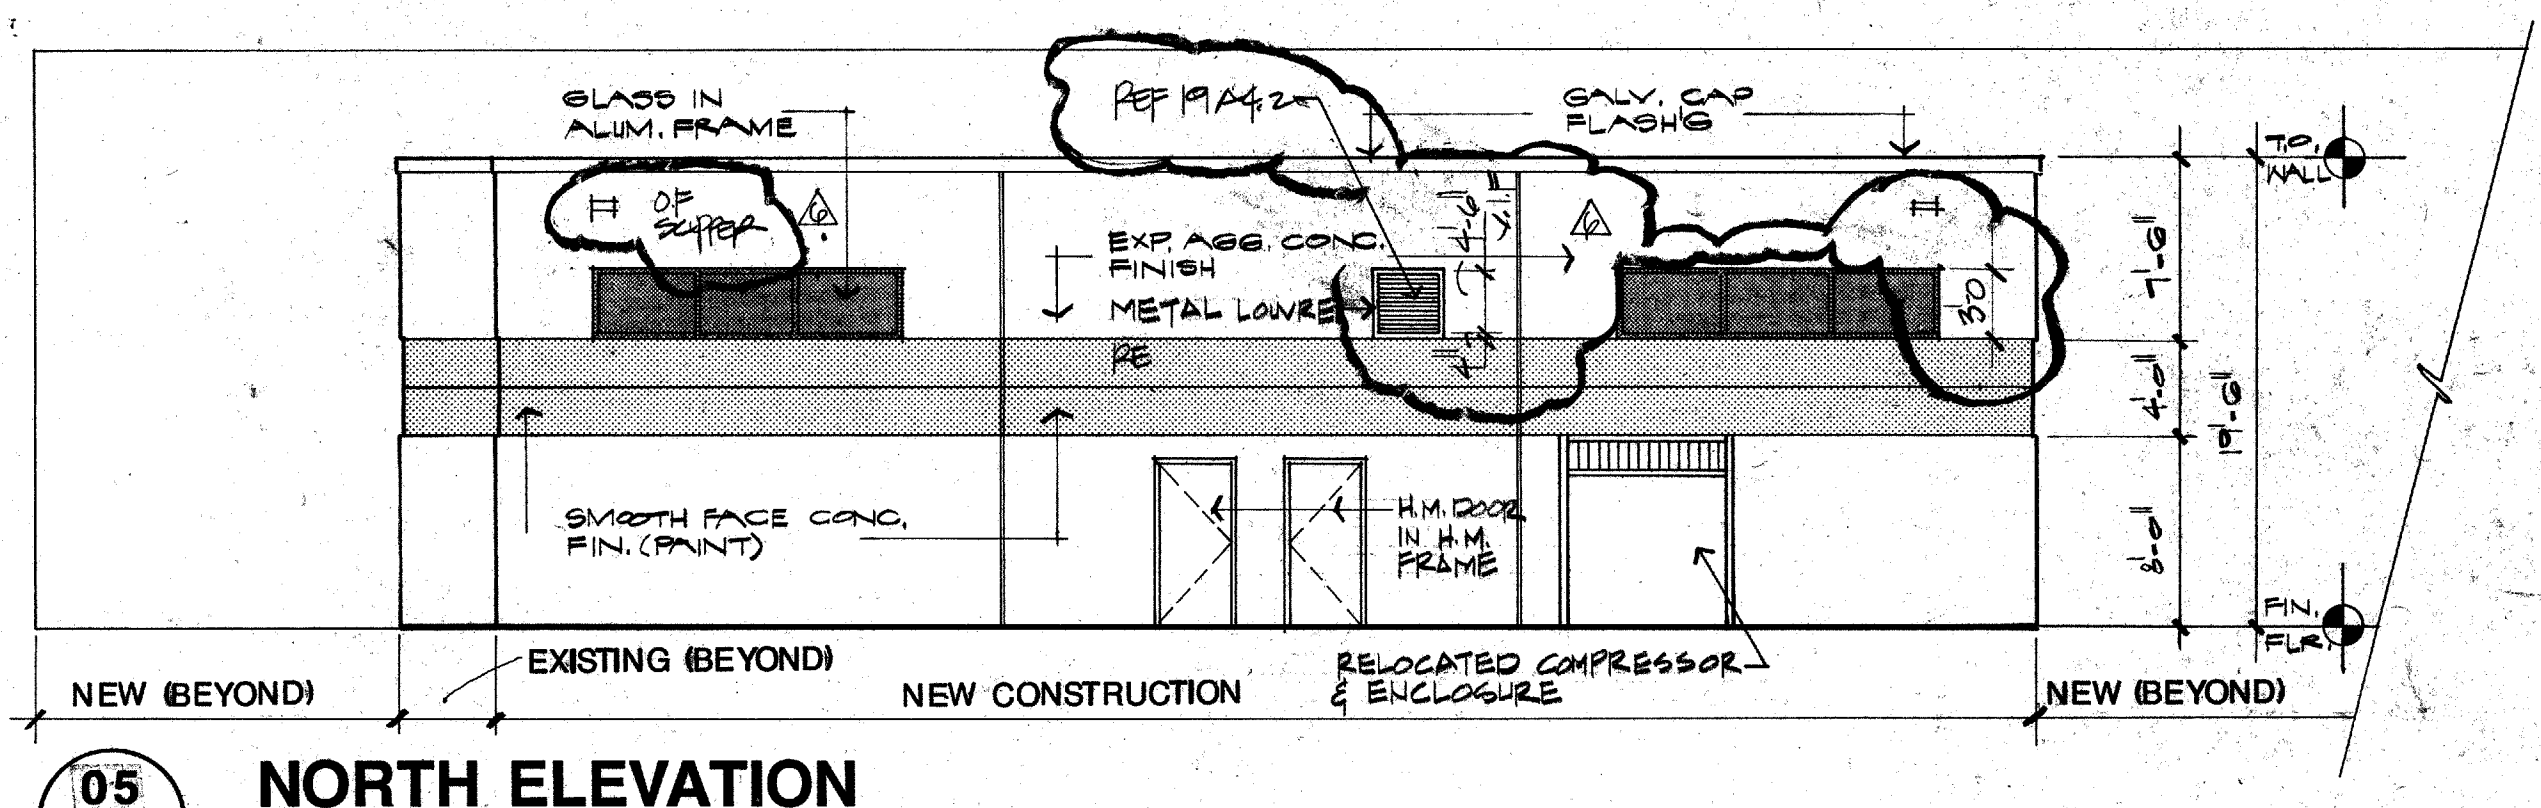 REF 19 A4.2
GLASS IN
ALUM. FRAME
GALV. CAP
FLASH'G
T.O.
WALL
O.F
SCUPPER
6
6
4'-6"
7'-6"
EXP. AGG. CONC.
FINISH
METAL LOUVRE
3'0
RE
4'-0"
19'-6"
SMOOTH FACE CONC.
FIN. (PAINT)
H.M. DOOR
IN H.M.
FRAME
8'-0"
FIN.
FLR.
EXISTING (BEYOND)
RELOCATED COMPRESSOR
& ENCLOSURE
NEW (BEYOND)
NEW CONSTRUCTION
NEW (BEYOND)
05
NORTH ELEVATION